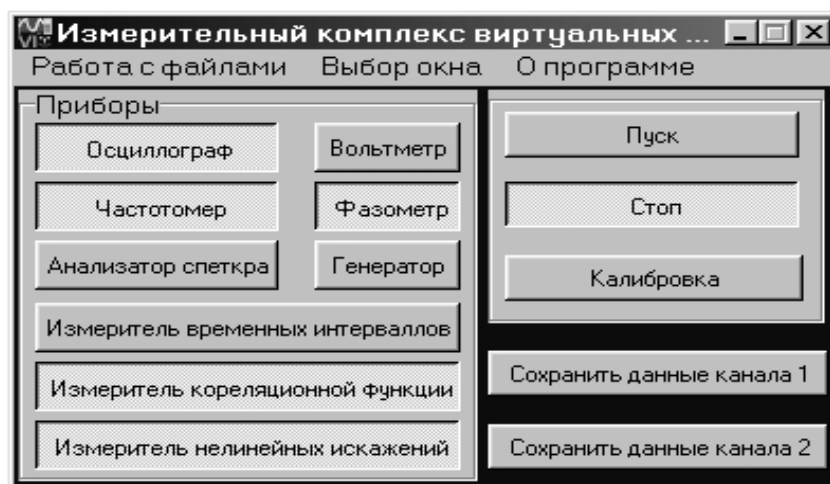 Измерительный комплекс виртуальных ...
Работа с файлами Выбор окна О программе
Приборы
Осциллограф Вольтметр
Частотомер Фазометр
Анализатор спеткра Генератор
Измеритель временных интерваллов
Измеритель кореляционной функции
Измеритель нелинейных искажений
Пуск
Стоп
Калибровка
Сохранить данные канала 1
Сохранить данные канала 2